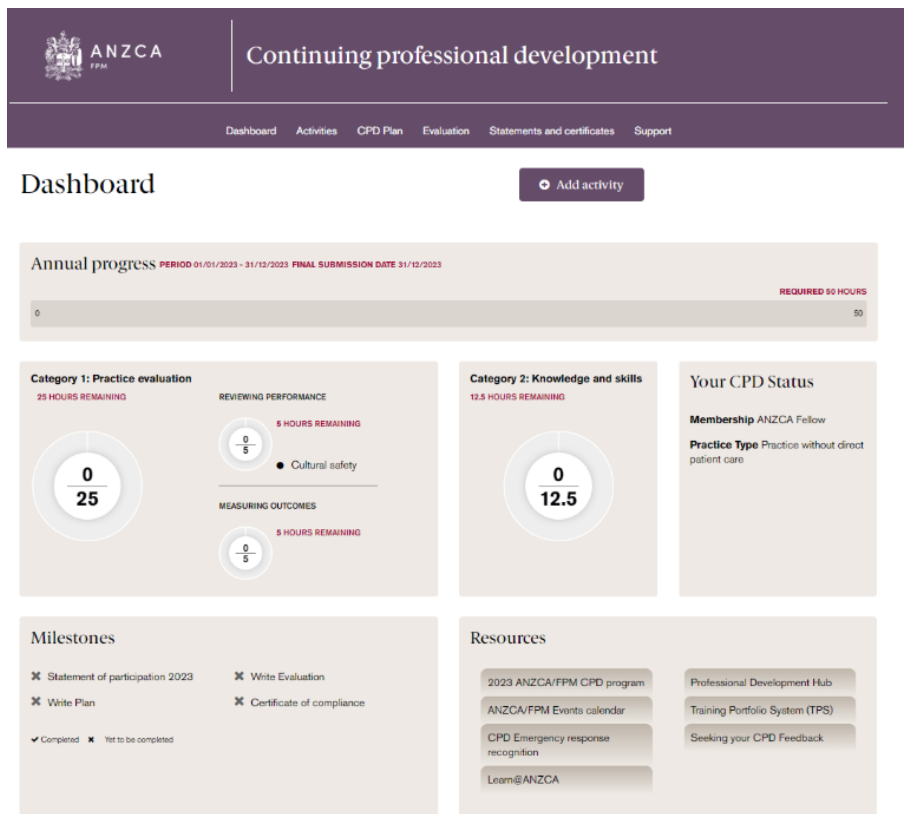 ANZCA
FPM
Continuing professional development
Dashboard Activities CPD Plan Evaluation Statements and certificates Support
Dashboard
Add activity
Annual progress PERIOD 01/01/2023 - 31/12/2023 FINAL SUBMISSION DATE 31/12/2023
REQUIRED 50 HOURS
0 50
Category 1: Practice evaluation
25 HOURS REMAINING
0
25
REVIEWING PERFORMANCE
5 HOURS REMAINING
0
5
Cultural safety
MEASURING OUTCOMES
5 HOURS REMAINING
0
5
Category 2: Knowledge and skills
12.5 HOURS REMAINING
0
12.5
Your CPD Status
Membership ANZCA Fellow
Practice Type Practice without direct
patient care
Milestones
Statement of participation 2023
Write Evaluation
Write Plan
Certificate of compliance
Completed Yet to be completed
Resources
2023 ANZCA/FPM CPD program
ANZCA/FPM Events calendar
CPD Emergency response
recognition
Learn@ANZCA
Professional Development Hub
Training Portfolio System (TPS)
Seeking your CPD Feedback